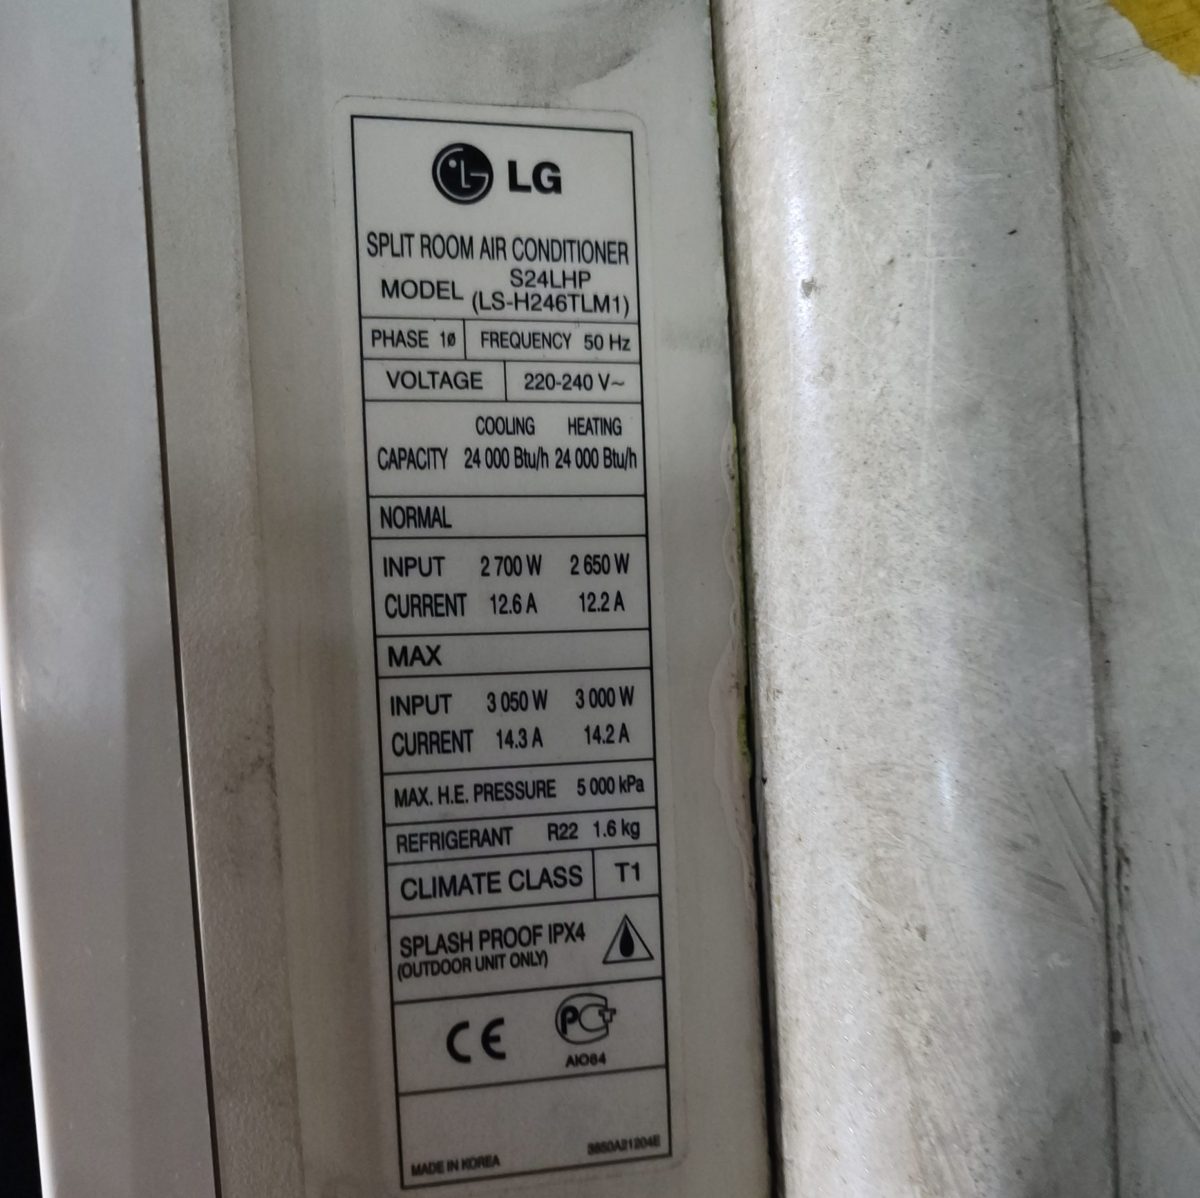 LG
SPLIT ROOM AIR CONDITIONER
MODEL S24LHP
(LS-H246TLM1)
PHASE 1ø FREQUENCY 50 Hz
VOLTAGE 220-240 V~
COOLING HEATING
CAPACITY 24 000 Btu/h 24 000 Btu/h
NORMAL
INPUT 2 700 W 2 650 W
CURRENT 12.6 A 12.2 A
MAX
INPUT 3 050 W 3 000 W
CURRENT 14.3 A 14.2 A
MAX. H.E. PRESSURE 5 000 kPa
REFRIGERANT R22 1.6 kg
CLIMATE CLASS T1
SPLASH PROOF IPX4
(OUTDOOR UNIT ONLY)
CE PCT
MADE IN KOREA